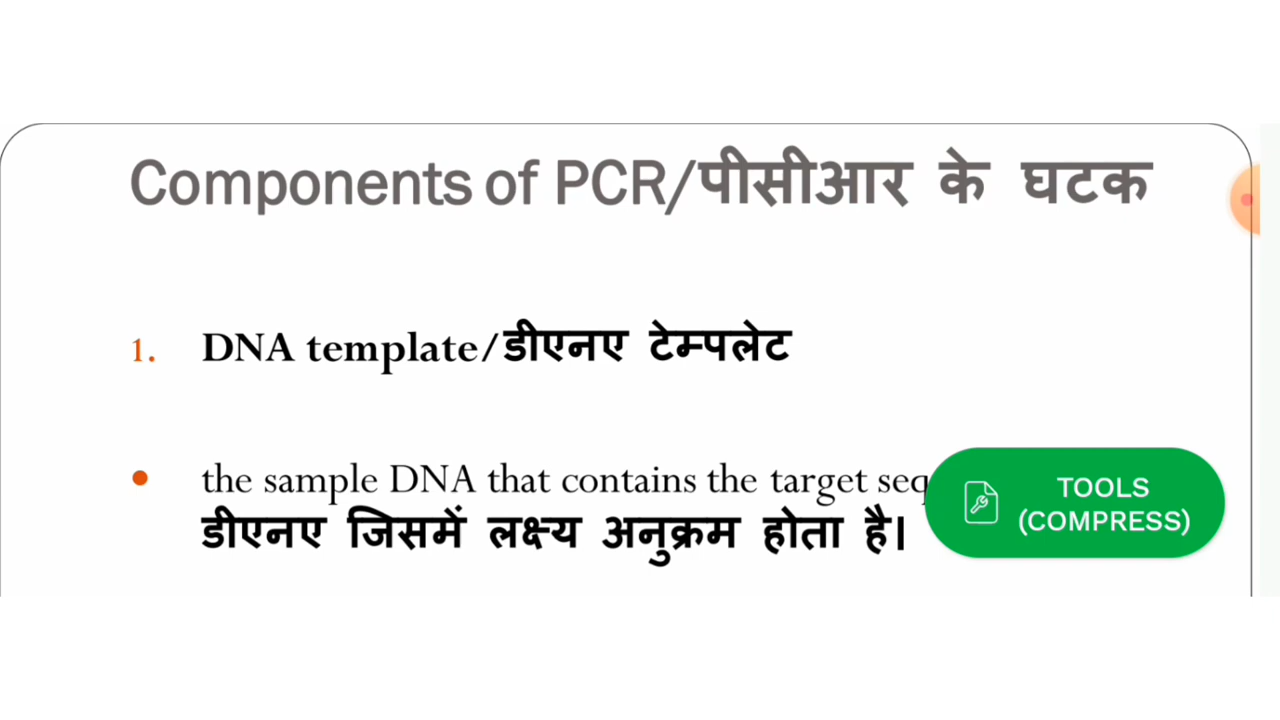 Components of PCR/पीसीआर के घटक
1. DNA template/डीएनए टेम्पलेट
• the sample DNA that contains the target
डीएनए जिसमें लक्ष्य अनुक्रम होता है।
TOOLS
(COMPRESS)